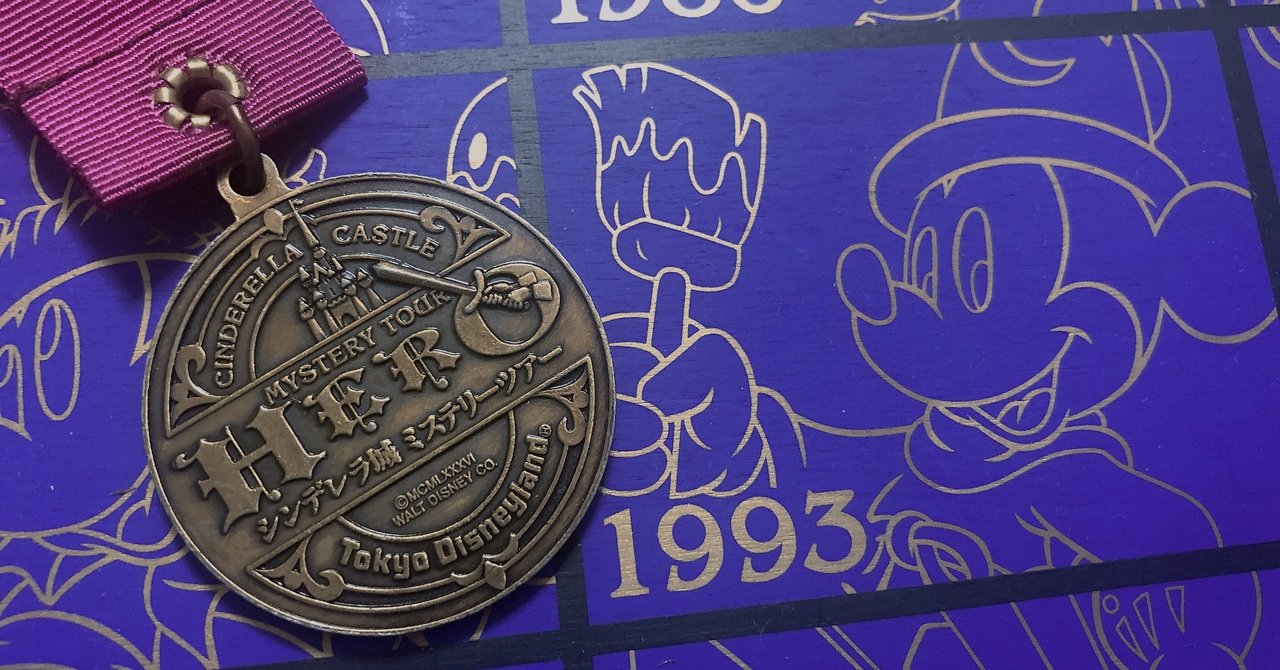 CINDERELLA CASTLE
MYSTERY TOUR
HERO
シンデレラ城 ミステリーツアー
©MCMLXXXVI
WALT DISNEY CO.
Tokyo Disneyland®
1993